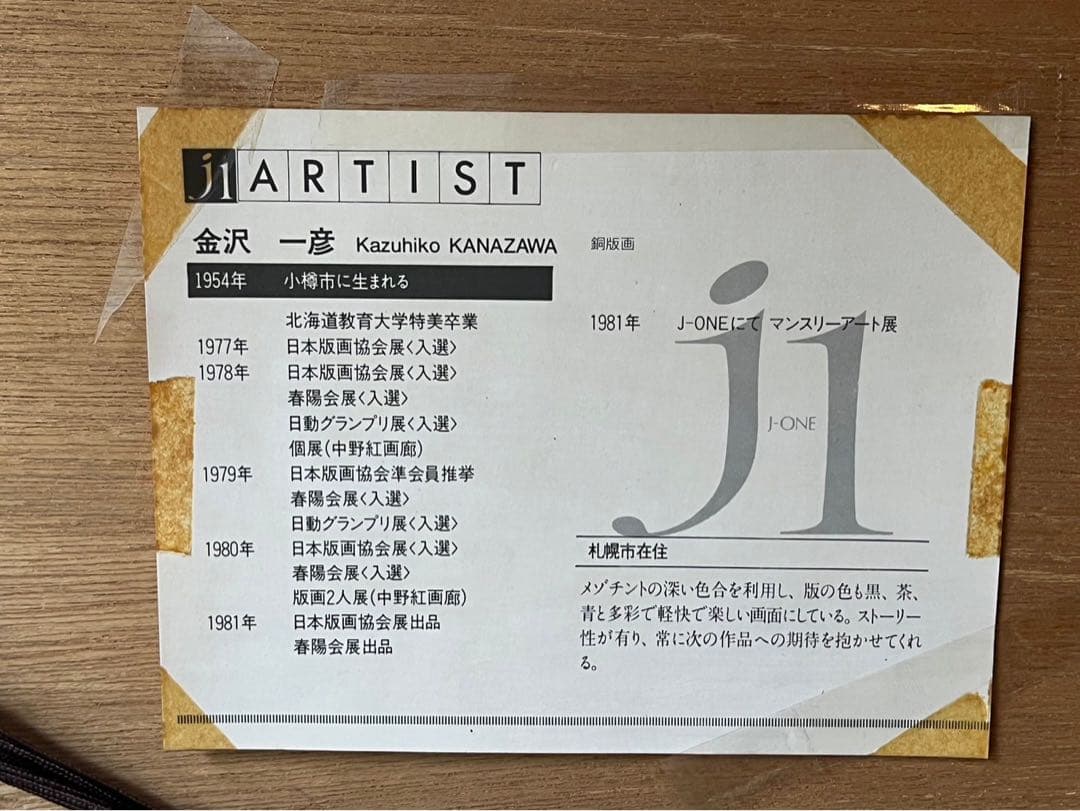 j1 ARTIST
金沢 一彦 Kazuhiko KANAZAWA 銅版画
1954年 小樽市に生まれる
北海道教育大学特美卒業
1977年 日本版画協会展<入選>
1978年 日本版画協会展<入選>
春陽会展<入選>
日動グランプリ展<入選>
個展(中野紅画廊)
1979年 日本版画協会準会員推挙
春陽会展<入選>
日動グランプリ展<入選>
1980年 日本版画協会展<入選>
春陽会展<入選>
版画2人展(中野紅画廊)
1981年 日本版画協会展出品
春陽会展出品
1981年 J-ONEにて マンスリーアート展
j1
J-ONE
札幌市在住
メゾチントの深い色合を利用し、版の色も黒、茶、
青と多彩で軽快で楽しい画面にしている。ストーリー
性が有り、常に次の作品への期待を抱かせてくれ
る。